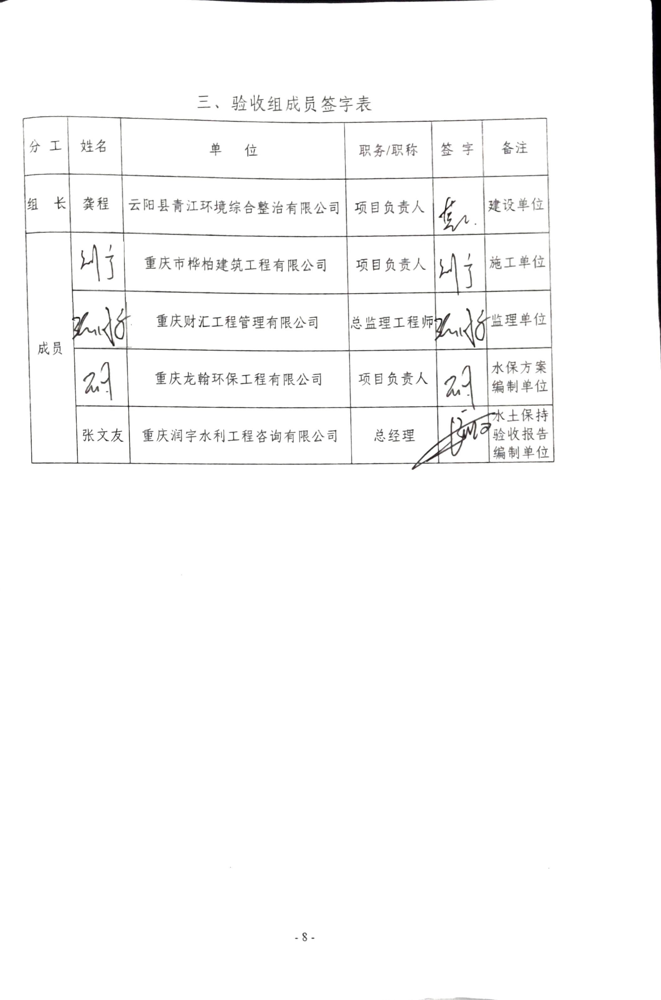 三、验收组成员签字表
分 工 姓名 单 位 职务/职称 签 字 备注
组 长 龚程 云阳县青江环境综合整治有限公司 项目负责人 建设单位
成员
刘宁 重庆市桦柏建筑工程有限公司 项目负责人 刘宁 施工单位
重庆财汇工程管理有限公司 总监理工程师 监理单位
重庆龙翰环保工程有限公司 项目负责人 水保方案
编制单位
张文友 重庆润宇水利工程咨询有限公司 总经理 水土保持
验收报告
编制单位
- 8 -